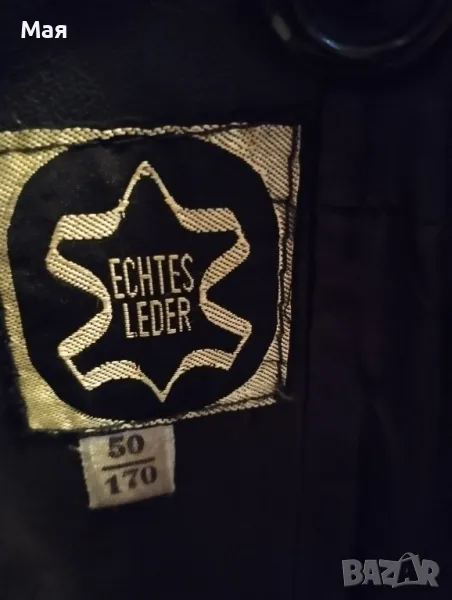 Мая
ECHTES
LEDER
50
170
BAZAR